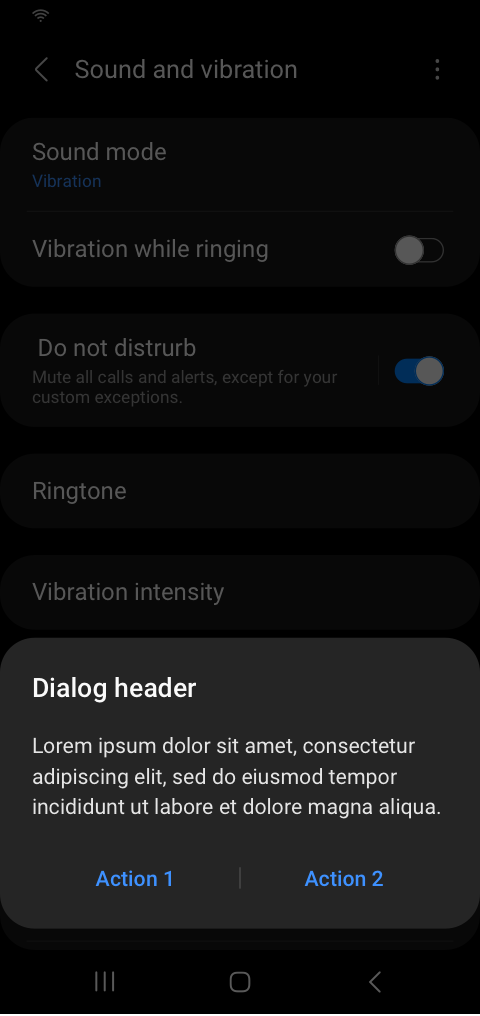 Sound and vibration
Sound mode
Vibration
Vibration while ringing
Do not distrurb
Mute all calls and alerts, except for your
custom exceptions.
Ringtone
Vibration intensity
Dialog header
Lorem ipsum dolor sit amet, consectetur
adipiscing elit, sed do eiusmod tempor
incididunt ut labore et dolore magna aliqua.
Action 1
Action 2